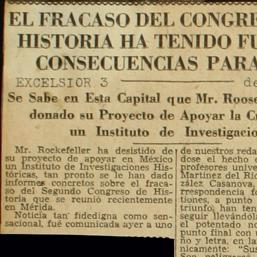 EL FRACASO DEL CONGRE
HISTORIA HA TENIDO FU
CONSECUENCIAS PARA
EXCELSIOR 3 de
Se Sabe en Esta Capital que Mr. Roose
donado su Proyecto de Apoyar la C
un Instituto de Investigacio
Mr. Rockefeller ha desistido de
su proyecto de apoyar en México
un Instituto de Investigaciones His-
tóricas, tan pronto se le han dado
informes concretos sobre el fraca-
so del Segundo Congreso de His-
toria que se reunió recientemente
en Mérida.
Noticia tan fidedigna como sen-
sacional, fué comunicada ayer a uno
de nuestros redac
dose el hecho
profesores unive
Martínez del Río
zález Casanova,
rrespondencia
tiones, a punto
triunfo; han ten
seguir llevándol
el potentado no
punto final con
no y letra, en la